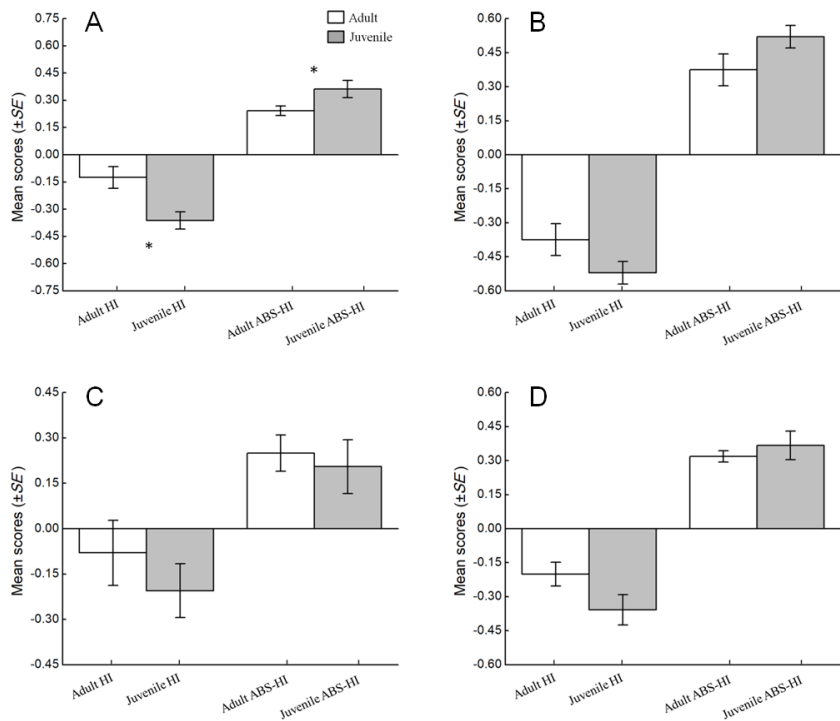 A
Adult
Juvenile
Mean scores (±SE)
0.75
0.60
0.45
0.30
0.15
0.00
-0.15
-0.30
-0.45
-0.60
-0.75
*
*
Adult HI
Juvenile HI
Adult ABS-HI
Juvenile ABS-HI
B
Mean scores (±SE)
0.60
0.45
0.30
0.15
0.00
-0.15
-0.30
-0.45
-0.60
Adult HI
Juvenile HI
Adult ABS-HI
Juvenile ABS-HI
C
Mean scores (±SE)
0.45
0.30
0.15
0.00
-0.15
-0.30
-0.45
Adult HI
Juvenile HI
Adult ABS-HI
Juvenile ABS-HI
D
Mean scores (±SE)
0.60
0.45
0.30
0.15
0.00
-0.15
-0.30
-0.45
-0.60
Adult HI
Juvenile HI
Adult ABS-HI
Juvenile ABS-HI